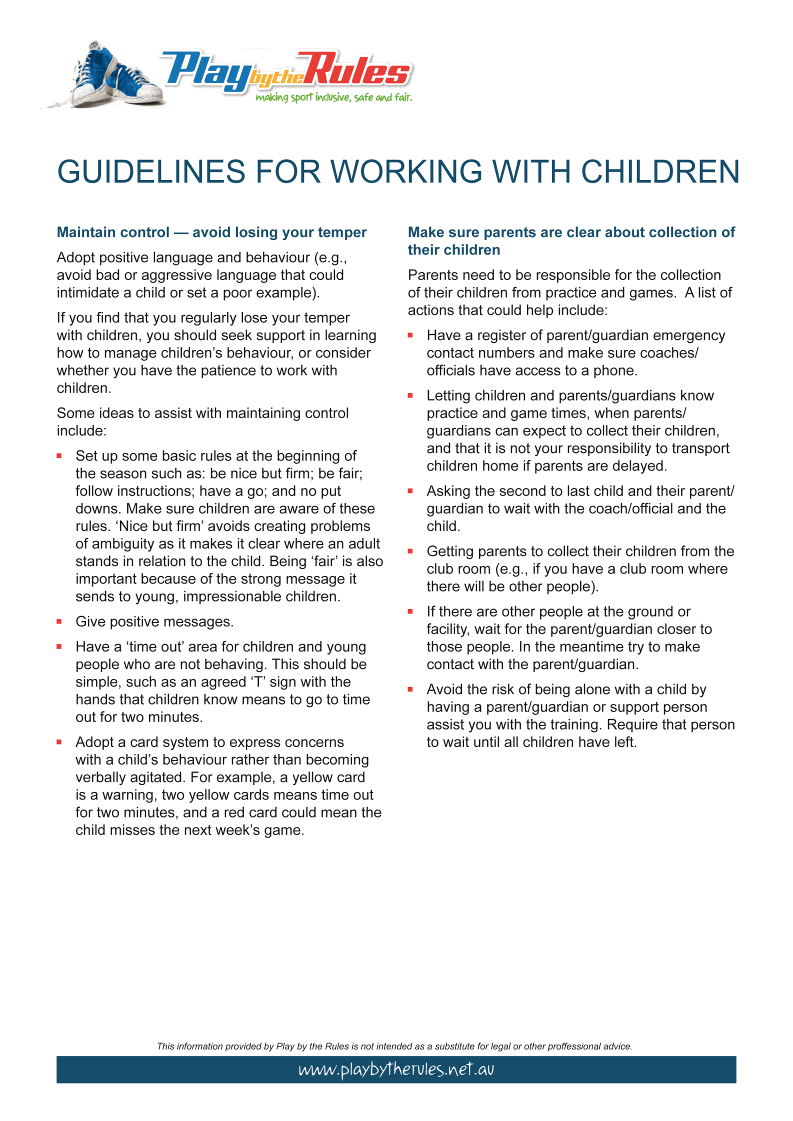 Play by the Rules
making sport inclusive, safe and fair.
GUIDELINES FOR WORKING WITH CHILDREN
Maintain control — avoid losing your temper
Adopt positive language and behaviour (e.g.,
avoid bad or aggressive language that could
intimidate a child or set a poor example).
If you find that you regularly lose your temper
with children, you should seek support in learning
how to manage children’s behaviour, or consider
whether you have the patience to work with
children.
Some ideas to assist with maintaining control
include:
▪ Set up some basic rules at the beginning of
the season such as: be nice but firm; be fair;
follow instructions; have a go; and no put
downs. Make sure children are aware of these
rules. ‘Nice but firm’ avoids creating problems
of ambiguity as it makes it clear where an adult
stands in relation to the child. Being ‘fair’ is also
important because of the strong message it
sends to young, impressionable children.
▪ Give positive messages.
▪ Have a ‘time out’ area for children and young
people who are not behaving. This should be
simple, such as an agreed ‘T’ sign with the
hands that children know means to go to time
out for two minutes.
▪ Adopt a card system to express concerns
with a child’s behaviour rather than becoming
verbally agitated. For example, a yellow card
is a warning, two yellow cards means time out
for two minutes, and a red card could mean the
child misses the next week’s game.
Make sure parents are clear about collection of
their children
Parents need to be responsible for the collection
of their children from practice and games.  A list of
actions that could help include:
▪ Have a register of parent/guardian emergency
contact numbers and make sure coaches/
officials have access to a phone.
▪ Letting children and parents/guardians know
practice and game times, when parents/
guardians can expect to collect their children,
and that it is not your responsibility to transport
children home if parents are delayed.
▪ Asking the second to last child and their parent/
guardian to wait with the coach/official and the
child.
▪ Getting parents to collect their children from the
club room (e.g., if you have a club room where
there will be other people).
▪ If there are other people at the ground or
facility, wait for the parent/guardian closer to
those people. In the meantime try to make
contact with the parent/guardian.
▪ Avoid the risk of being alone with a child by
having a parent/guardian or support person
assist you with the training. Require that person
to wait until all children have left.
This information provided by Play by the Rules is not intended as a substitute for legal or other proffessional advice.
www.playbytherules.net.au